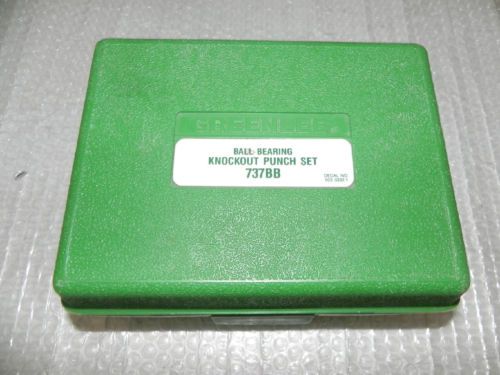 GREENLEE
BALL BEARING
KNOCKOUT PUNCH SET
737BB
DECAL NO.